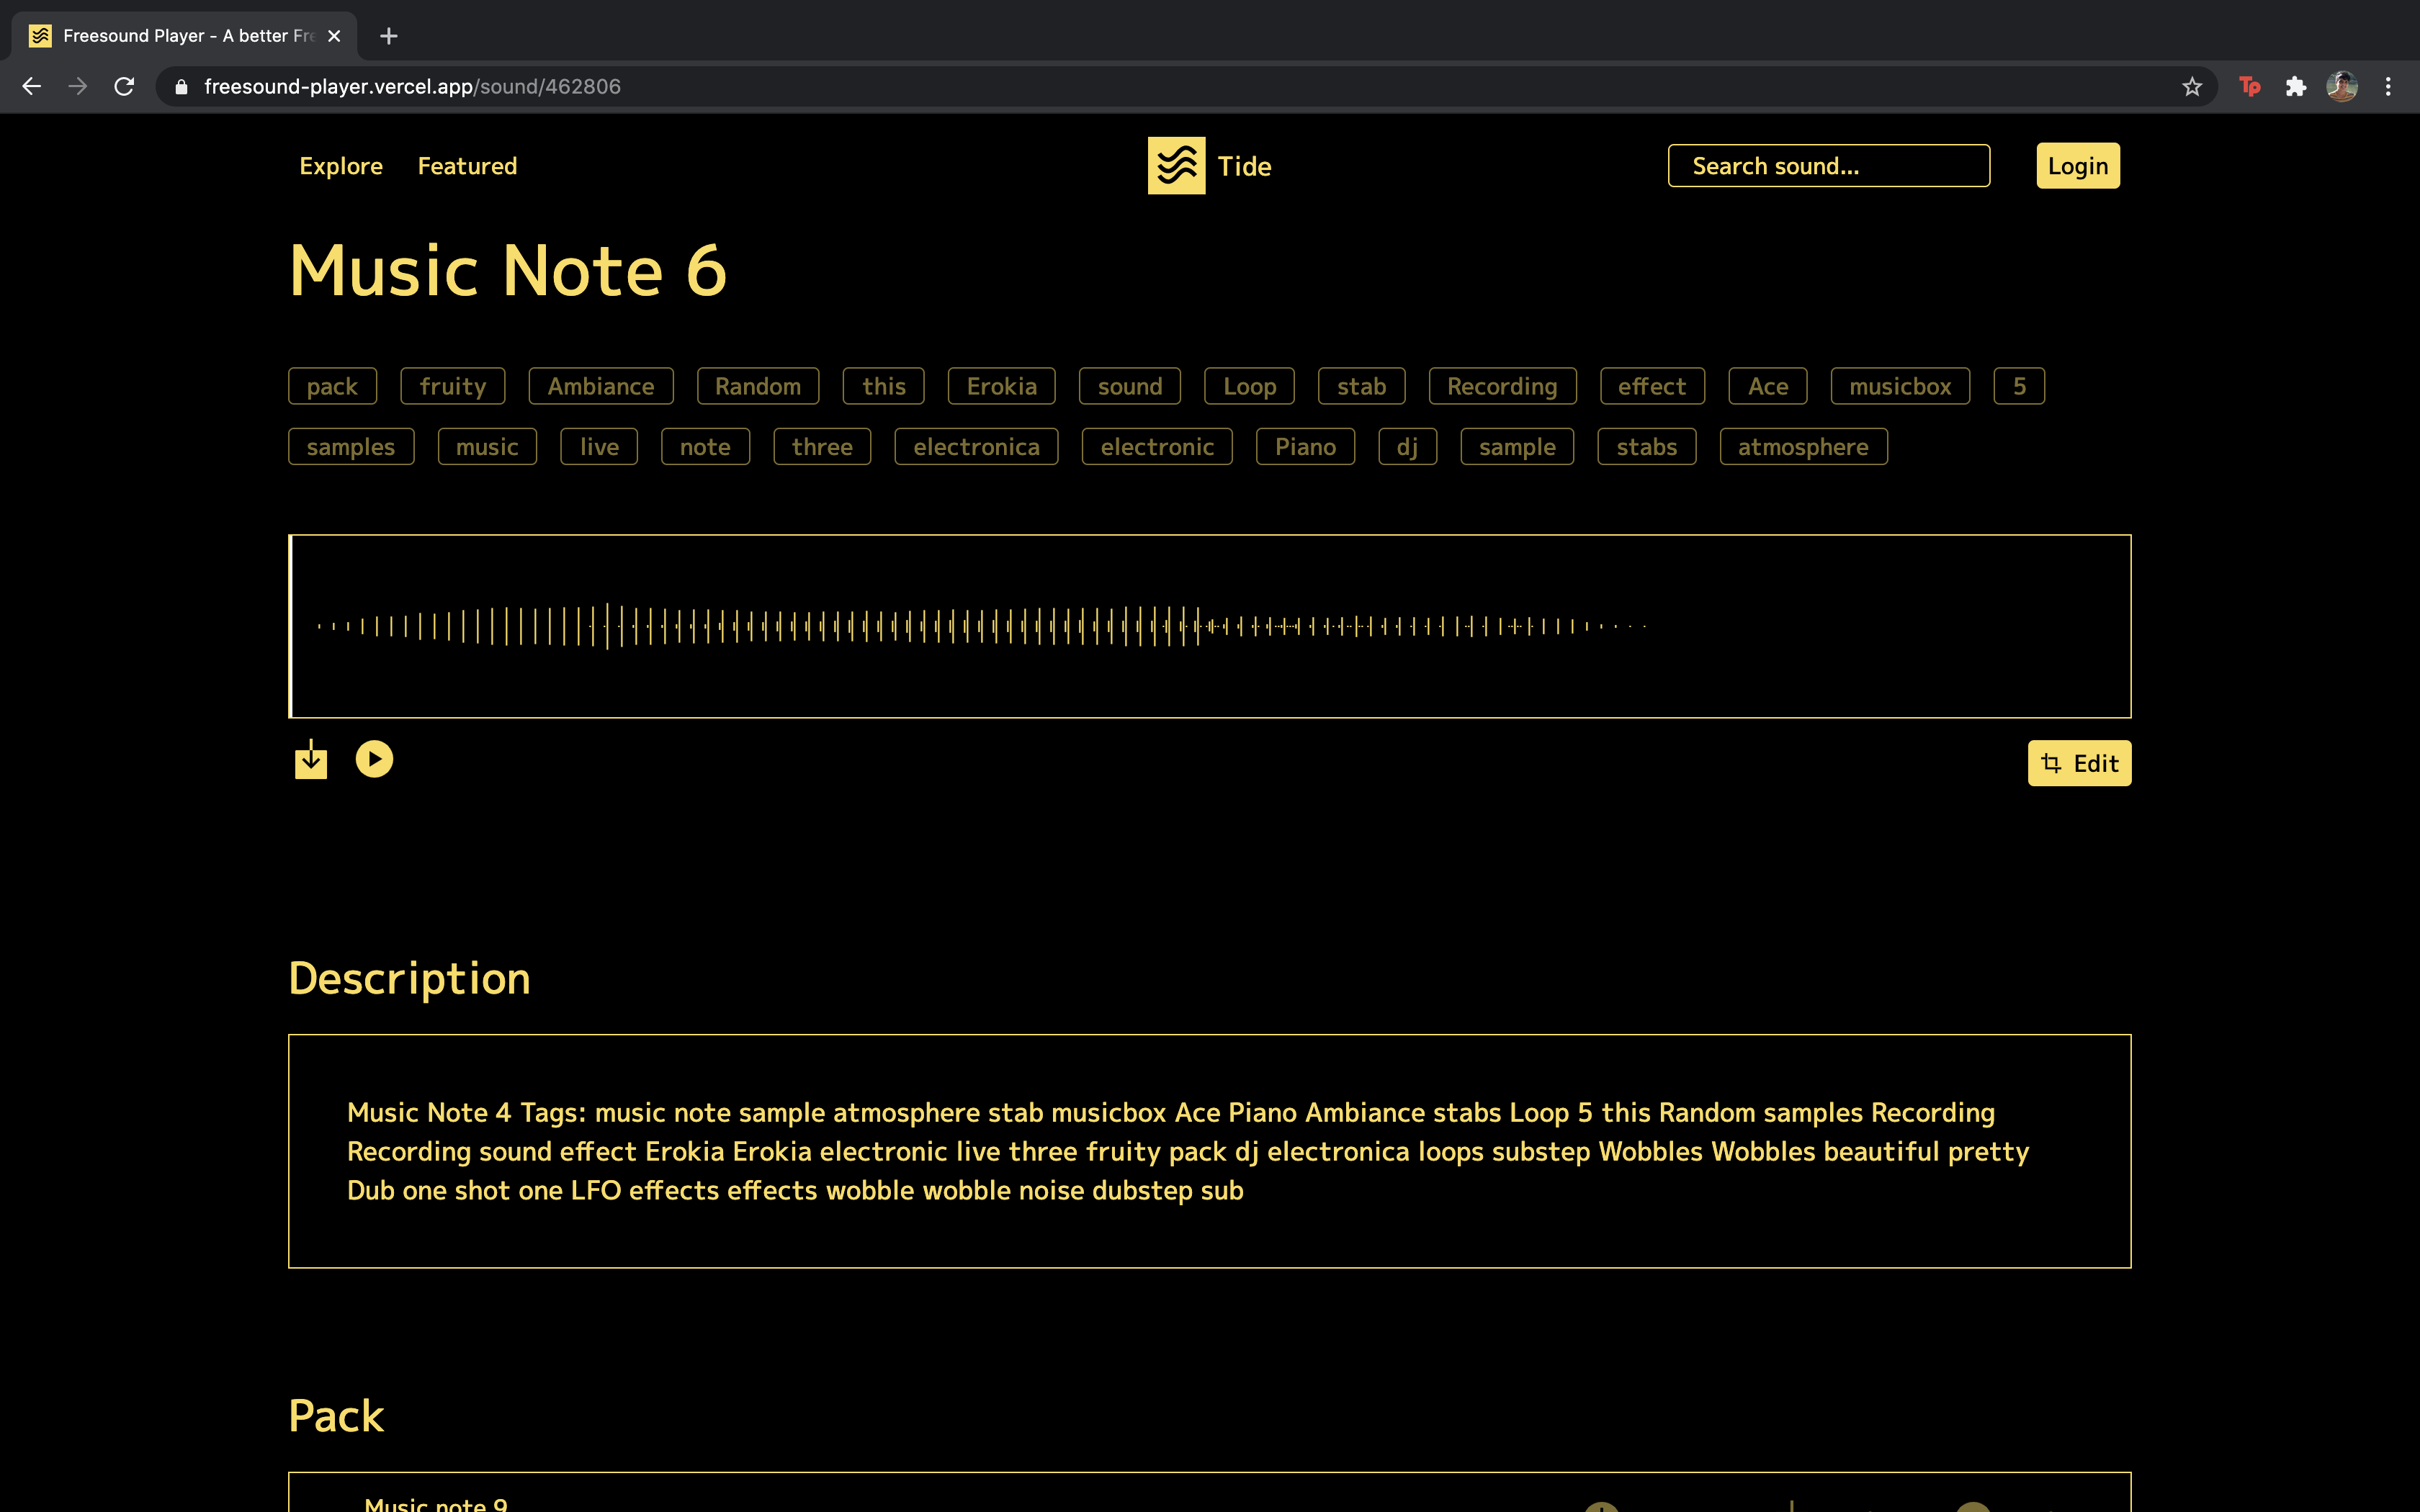 Freesound Player - A better Fre
freesound-player.vercel.app/sound/462806
Tp
Explore Featured Tide Search sound... Login
Music Note 6
pack fruity Ambiance Random this Erokia sound Loop stab Recording effect Ace musicbox 5
samples music live note three electronica electronic Piano dj sample stabs atmosphere
Edit
Description
Music Note 4 Tags: music note sample atmosphere stab musicbox Ace Piano Ambiance stabs Loop 5 this Random samples Recording
Recording sound effect Erokia Erokia electronic live three fruity pack dj electronica loops substep Wobbles Wobbles beautiful pretty
Dub one shot one LFO effects effects wobble wobble noise dubstep sub
Pack
Music note 9